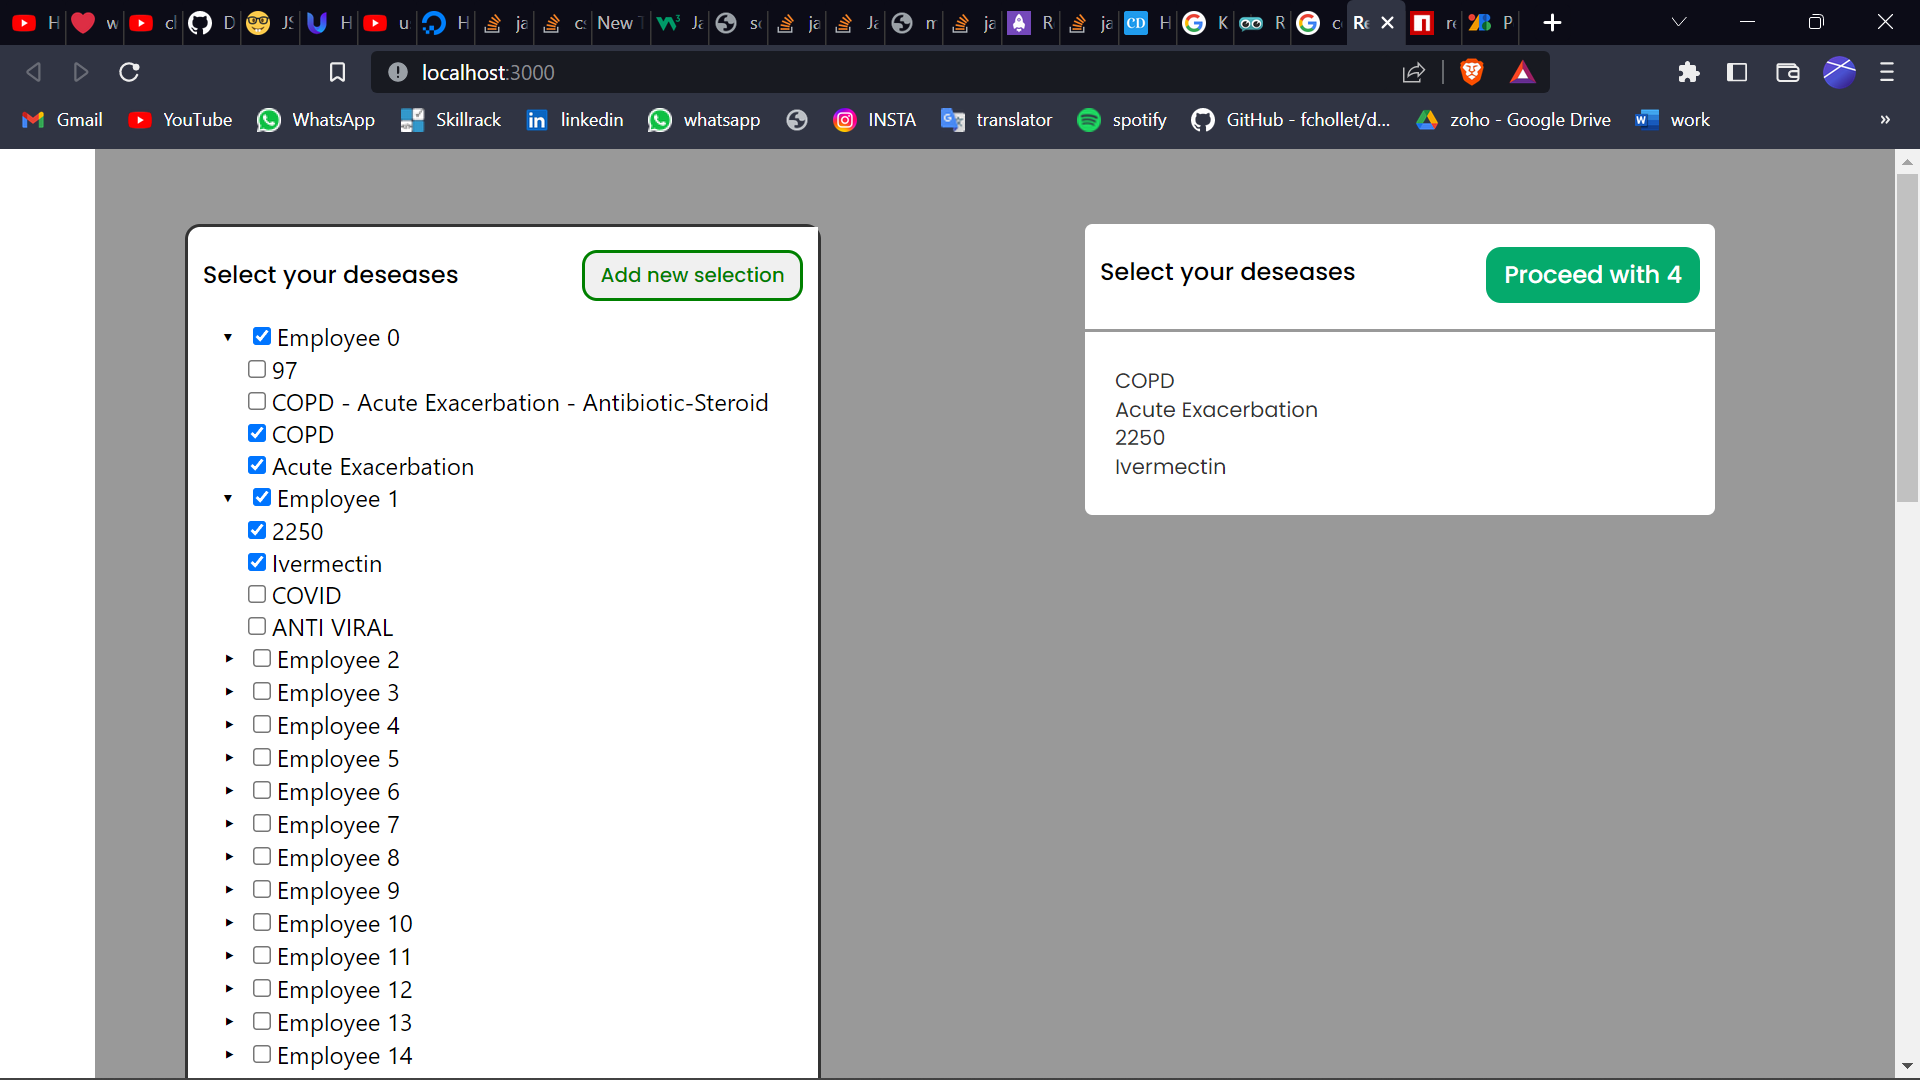 H w cl D JS H u H ja cs New T Ja sc ja Ja m ja R ja H K R c Re re P
localhost:3000
Gmail YouTube WhatsApp Skillrack linkedin whatsapp INSTA translator spotify GitHub - fchollet/d... zoho - Google Drive work »
Select your deseases
Add new selection
Employee 0
97
COPD - Acute Exacerbation - Antibiotic-Steroid
COPD
Acute Exacerbation
Employee 1
2250
Ivermectin
COVID
ANTI VIRAL
Employee 2
Employee 3
Employee 4
Employee 5
Employee 6
Employee 7
Employee 8
Employee 9
Employee 10
Employee 11
Employee 12
Employee 13
Employee 14
Select your deseases
Proceed with 4
COPD
Acute Exacerbation
2250
Ivermectin